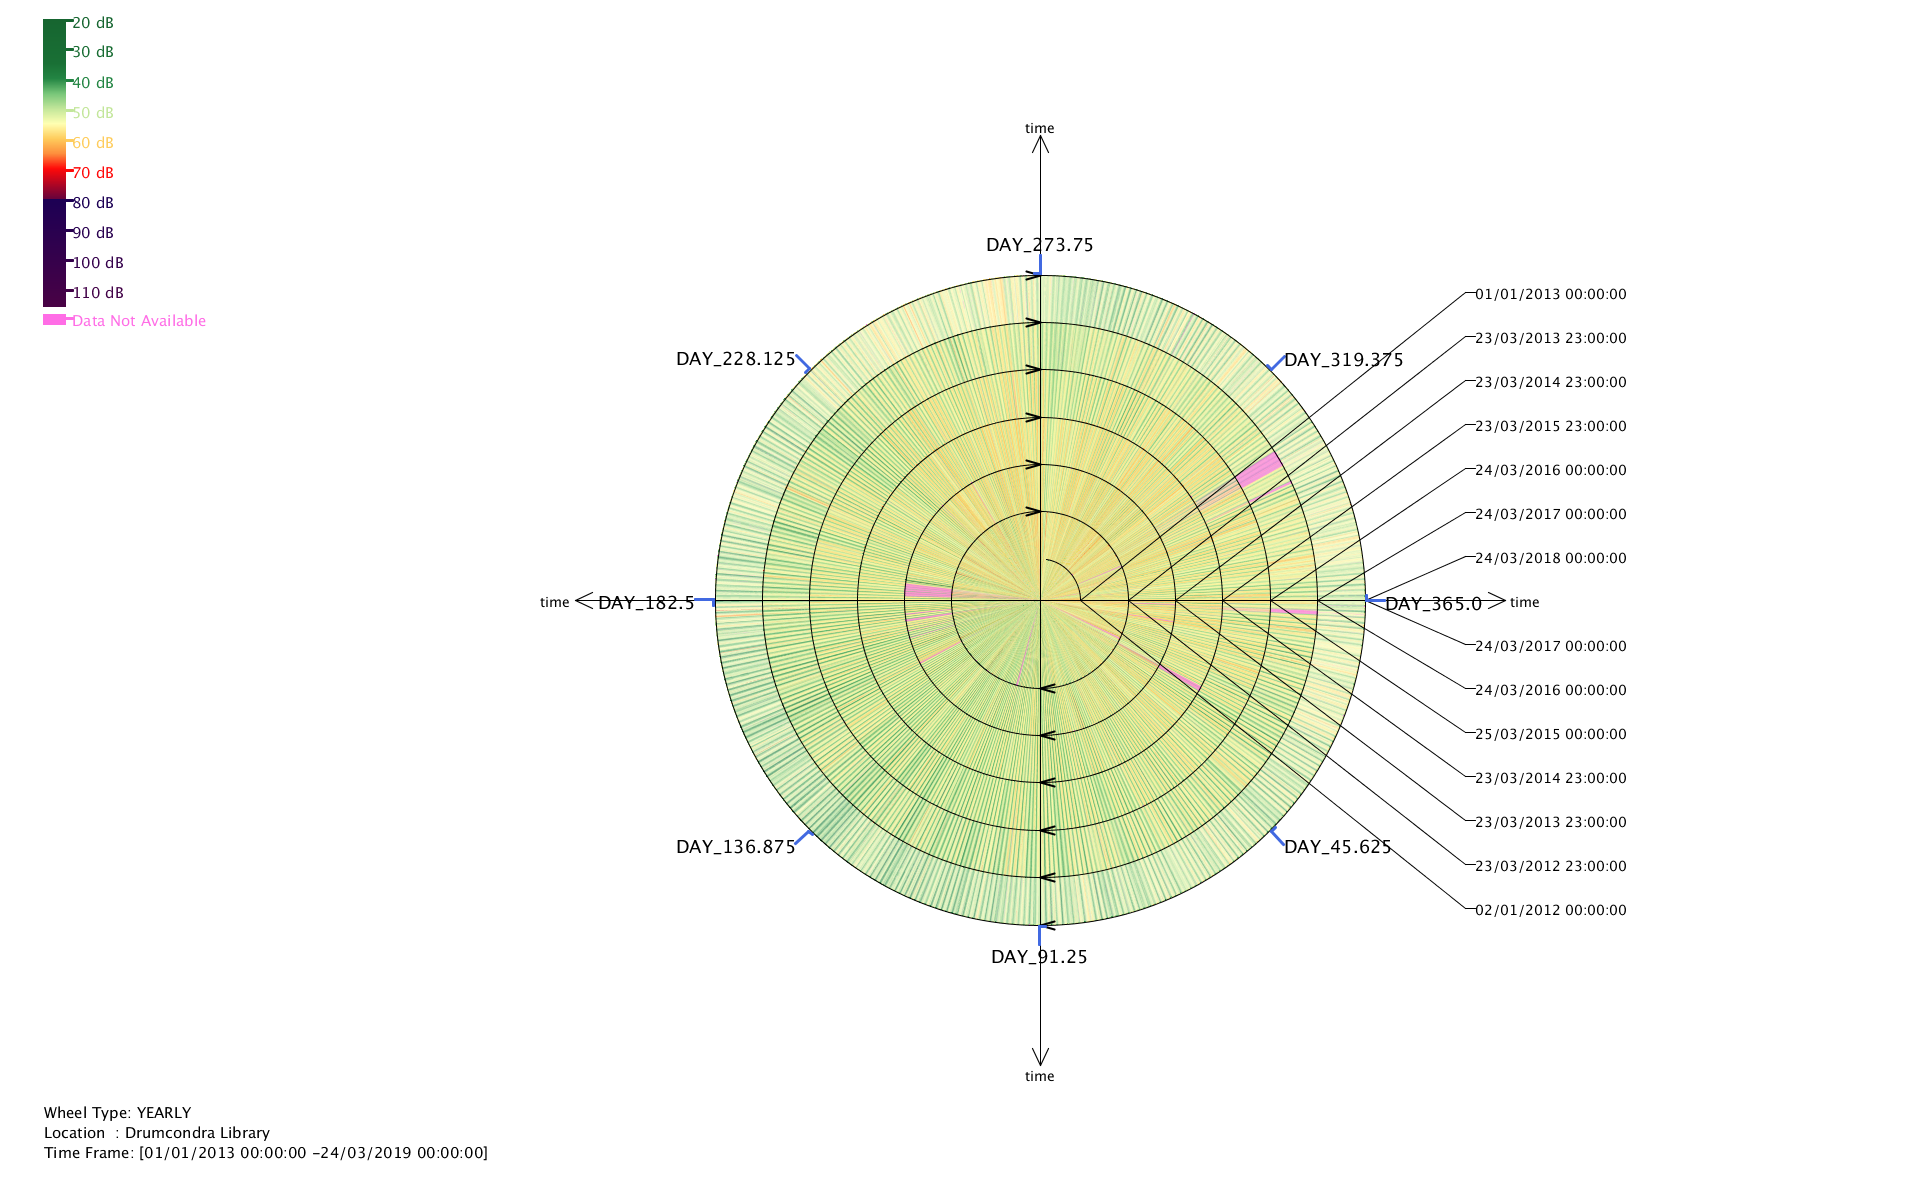 20 dB
30 dB
40 dB
50 dB
60 dB
70 dB
80 dB
90 dB
100 dB
110 dB
Data Not Available
time
DAY_273.75
DAY_228.125
DAY_319.375
time
DAY_182.5
DAY_365.0
time
DAY_136.875
DAY_45.625
DAY_91.25
time
01/01/2013 00:00:00
23/03/2013 23:00:00
23/03/2014 23:00:00
23/03/2015 23:00:00
24/03/2016 00:00:00
24/03/2017 00:00:00
24/03/2018 00:00:00
24/03/2017 00:00:00
24/03/2016 00:00:00
25/03/2015 00:00:00
23/03/2014 23:00:00
23/03/2013 23:00:00
23/03/2012 23:00:00
02/01/2012 00:00:00
Wheel Type: YEARLY
Location  : Drumcondra Library
Time Frame: [01/01/2013 00:00:00 -24/03/2019 00:00:00]